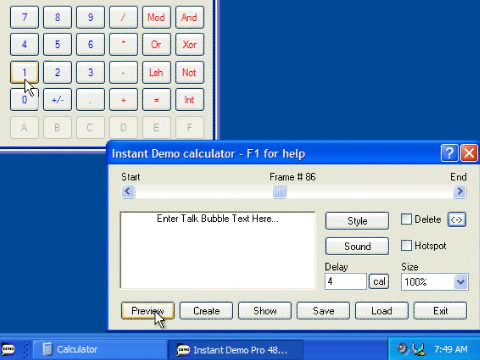 7 8 9 / Mod And
4 5 6 * Or Xor
1 2 3 - Lsh Not
0 +/- . + = Int
A B C D E F
Instant Demo calculator - F1 for help
Start Frame # 86 End
Enter Talk Bubble Text Here...
Style Delete <->
Sound Hotspot
Delay Size
4 cal 100%
Preview Create Show Save Load Exit
DEMO Calculator DEMO Instant Demo Pro 48... 7:49 AM